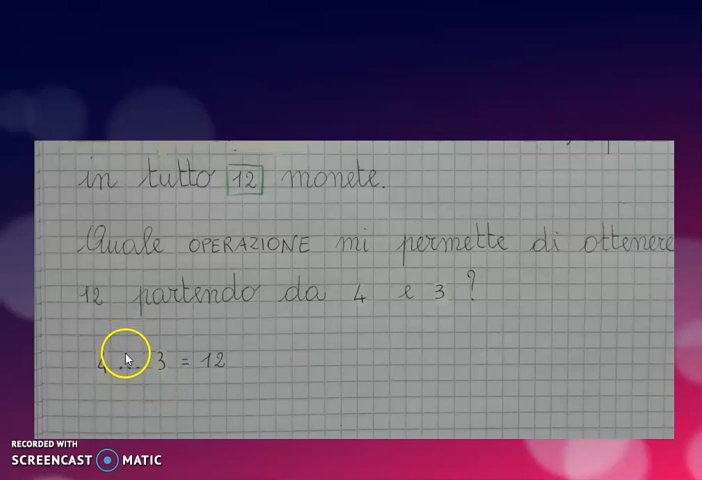 in tutto 12 monete.
Quale OPERAZIONE mi permette di ottenere
12 partendo da 4 e 3 ?
4 ... 3 = 12
RECORDED WITH
SCREENCAST MATIC